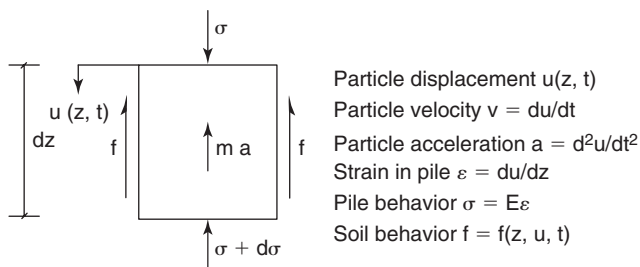 σ
u (z, t)
dz
f
m a
f
σ + dσ
Particle displacement u(z, t)
Particle velocity v = du/dt
Particle acceleration a = d²u/dt²
Strain in pile ε = du/dz
Pile behavior σ = Eε
Soil behavior f = f(z, u, t)